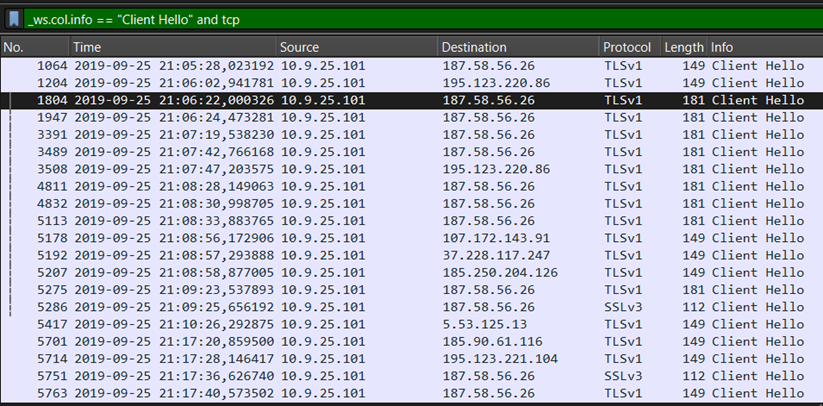 _ws.col.info == "Client Hello" and tcp
No. Time Source Destination Protocol Length Info
1064 2019-09-25 21:05:28,023192 10.9.25.101 187.58.56.26 TLSv1 149 Client Hello
1204 2019-09-25 21:06:02,941781 10.9.25.101 195.123.220.86 TLSv1 149 Client Hello
1804 2019-09-25 21:06:22,000326 10.9.25.101 187.58.56.26 TLSv1 181 Client Hello
1947 2019-09-25 21:06:24,473281 10.9.25.101 187.58.56.26 TLSv1 181 Client Hello
3391 2019-09-25 21:07:19,538230 10.9.25.101 187.58.56.26 TLSv1 181 Client Hello
3489 2019-09-25 21:07:42,766168 10.9.25.101 187.58.56.26 TLSv1 181 Client Hello
3508 2019-09-25 21:07:47,203575 10.9.25.101 195.123.220.86 TLSv1 181 Client Hello
4811 2019-09-25 21:08:28,149063 10.9.25.101 187.58.56.26 TLSv1 181 Client Hello
4832 2019-09-25 21:08:30,998705 10.9.25.101 187.58.56.26 TLSv1 181 Client Hello
5113 2019-09-25 21:08:33,883765 10.9.25.101 187.58.56.26 TLSv1 181 Client Hello
5178 2019-09-25 21:08:56,172906 10.9.25.101 107.172.143.91 TLSv1 149 Client Hello
5192 2019-09-25 21:08:57,293888 10.9.25.101 37.228.117.247 TLSv1 149 Client Hello
5207 2019-09-25 21:08:58,877005 10.9.25.101 185.250.204.126 TLSv1 149 Client Hello
5275 2019-09-25 21:09:23,537893 10.9.25.101 187.58.56.26 TLSv1 181 Client Hello
5286 2019-09-25 21:09:25,656192 10.9.25.101 187.58.56.26 SSLv3 112 Client Hello
5417 2019-09-25 21:10:26,292875 10.9.25.101 5.53.125.13 TLSv1 149 Client Hello
5701 2019-09-25 21:17:20,859500 10.9.25.101 185.90.61.116 TLSv1 149 Client Hello
5714 2019-09-25 21:17:28,146417 10.9.25.101 195.123.221.104 TLSv1 149 Client Hello
5751 2019-09-25 21:17:36,626740 10.9.25.101 187.58.56.26 SSLv3 112 Client Hello
5763 2019-09-25 21:17:40,573502 10.9.25.101 187.58.56.26 TLSv1 149 Client Hello